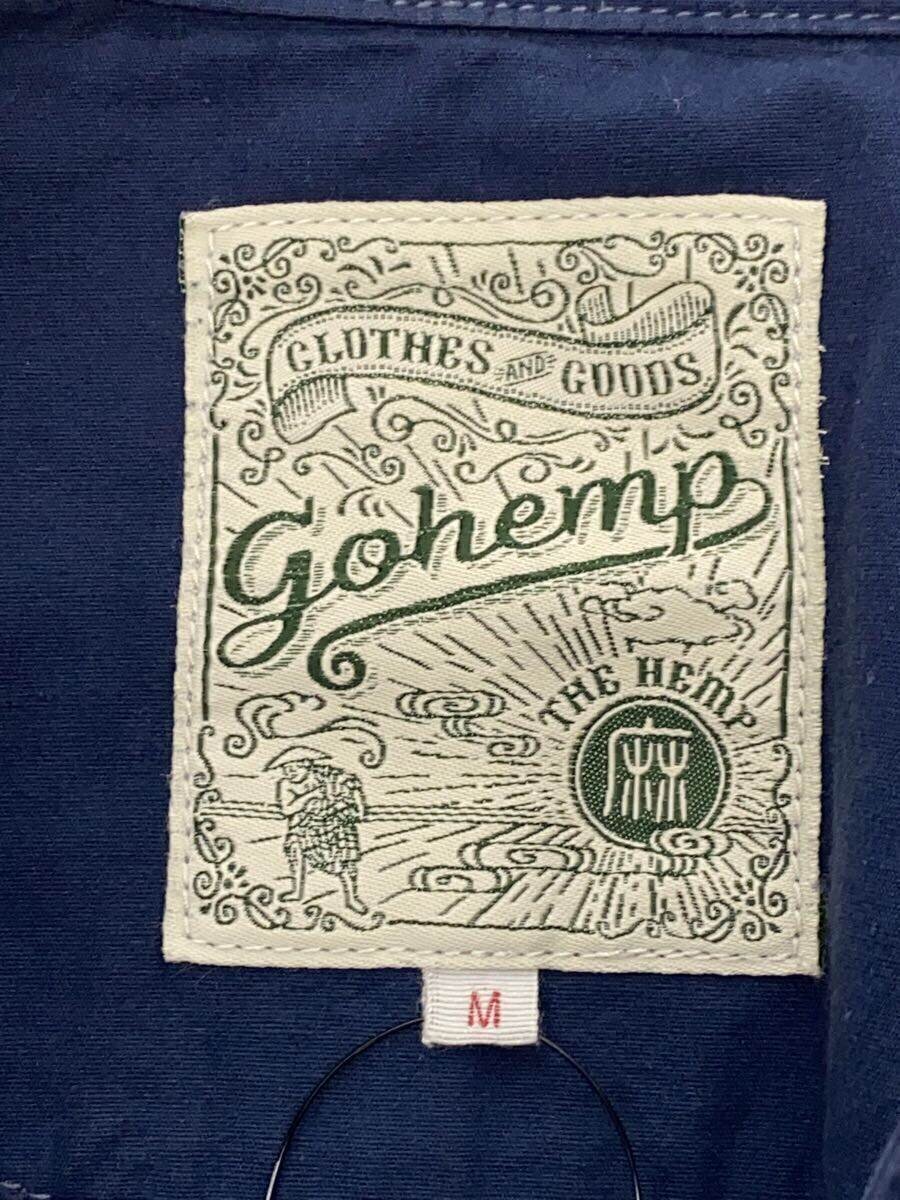 CLOTHES AND GOODS
gohemp
THE HEMP
M